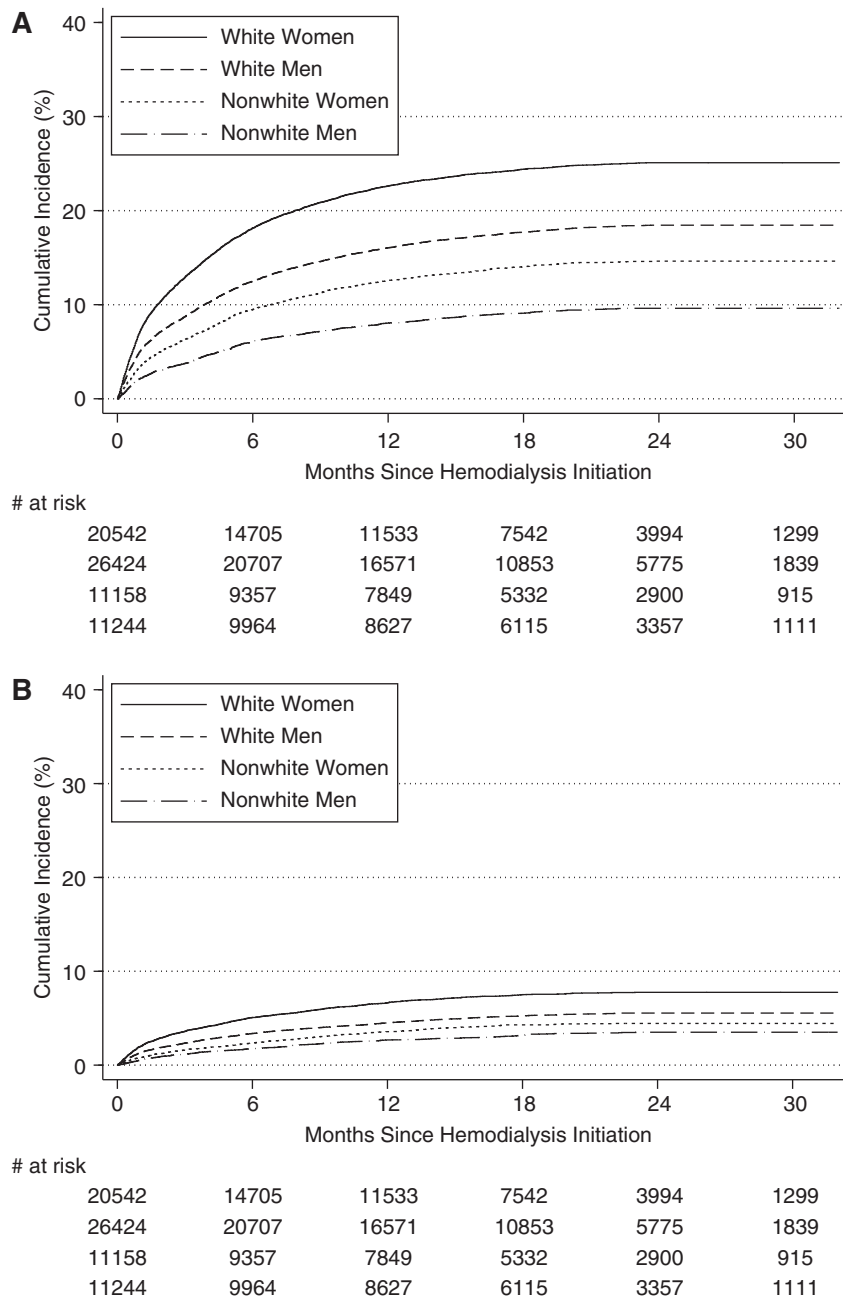 A
40
30
20
10
0
Cumulative Incidence (%)
White Women
White Men
Nonwhite Women
Nonwhite Men
0 6 12 18 24 30
Months Since Hemodialysis Initiation
# at risk
20542 14705 11533 7542 3994 1299
26424 20707 16571 10853 5775 1839
11158 9357 7849 5332 2900 915
11244 9964 8627 6115 3357 1111
B
40
30
20
10
0
Cumulative Incidence (%)
White Women
White Men
Nonwhite Women
Nonwhite Men
0 6 12 18 24 30
Months Since Hemodialysis Initiation
# at risk
20542 14705 11533 7542 3994 1299
26424 20707 16571 10853 5775 1839
11158 9357 7849 5332 2900 915
11244 9964 8627 6115 3357 1111